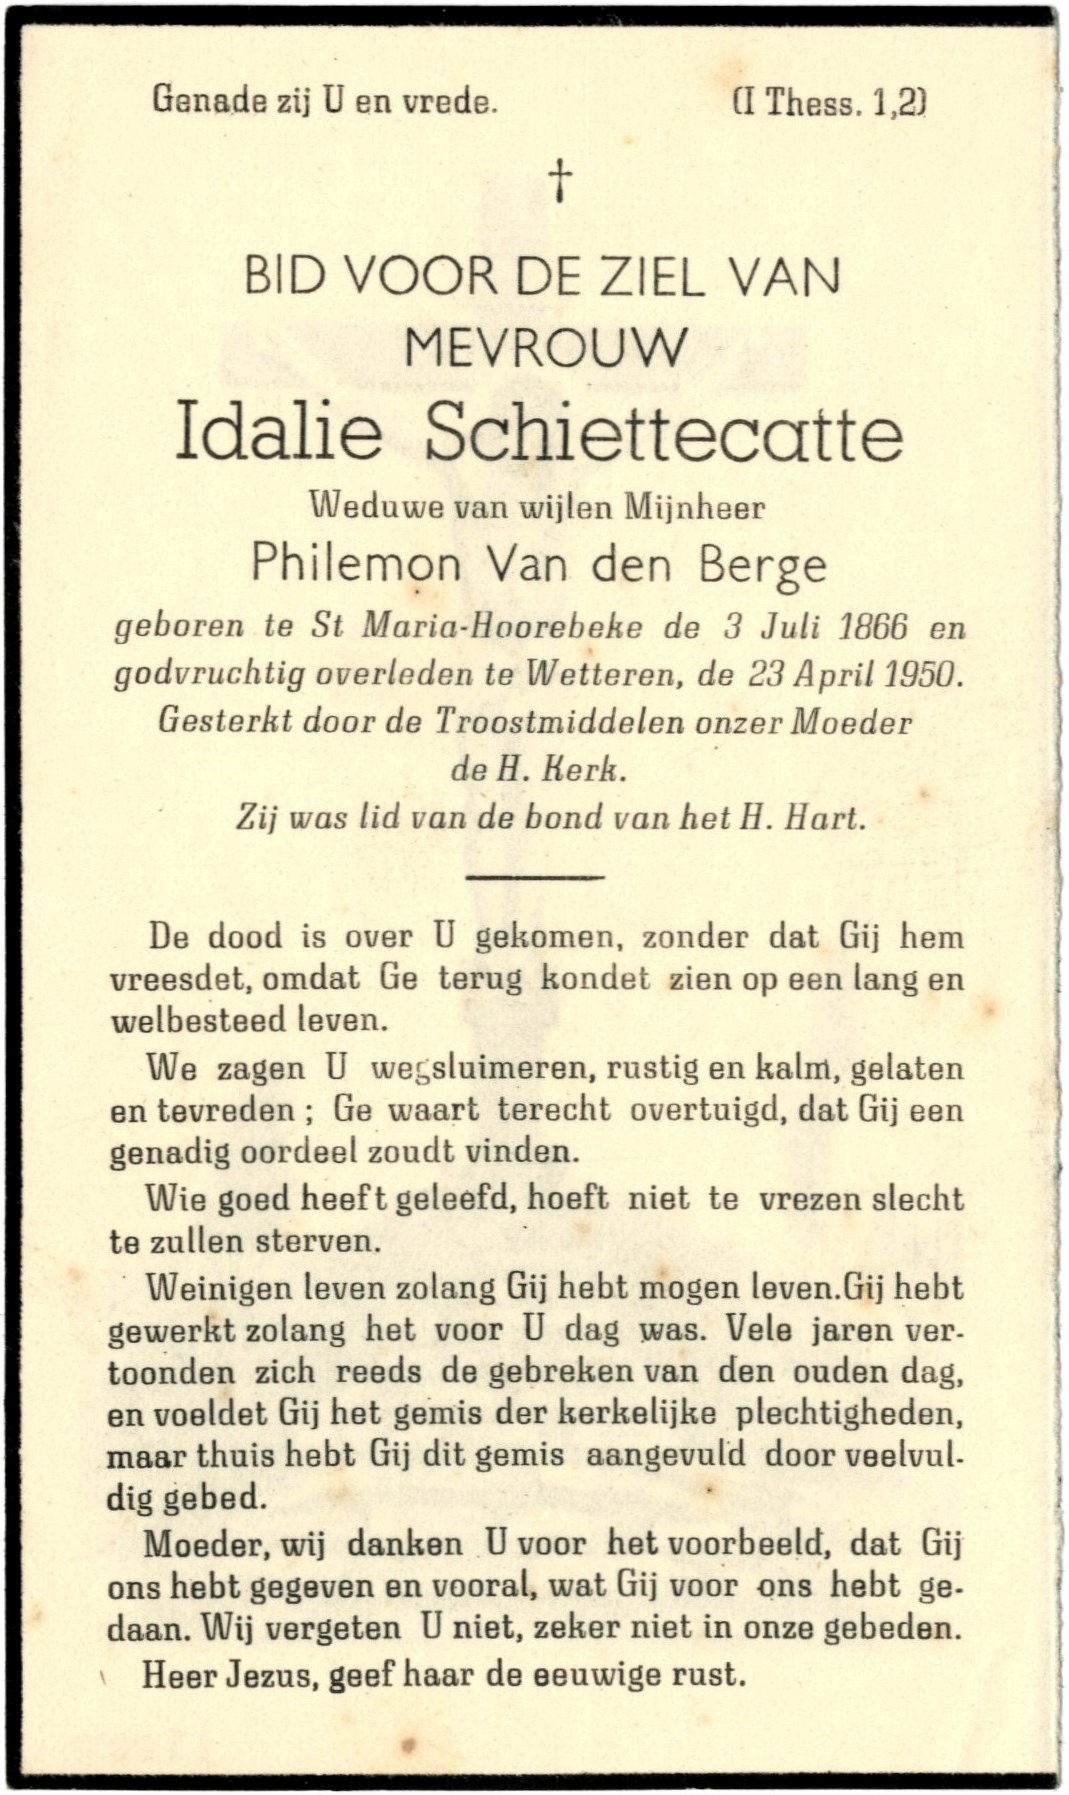 Genade zij U en vrede. (I Thess. 1,2)
†
BID VOOR DE ZIEL VAN
MEVROUW
Idalie Schiettecatte
Weduwe van wijlen Mijnheer
Philemon Van den Berge
geboren te St Maria-Hoorebeke de 3 Juli 1866 en
godvruchtig overleden te Wetteren, de 23 April 1950.
Gesterkt door de Troostmiddelen onzer Moeder
de H. Kerk.
Zij was lid van de bond van het H. Hart.
De dood is over U gekomen, zonder dat Gij hem
vreesdet, omdat Ge terug kondet zien op een lang en
welbesteed leven.
We zagen U wegsluimeren, rustig en kalm, gelaten
en tevreden ; Ge waart terecht overtuigd, dat Gij een
genadig oordeel zoudt vinden.
Wie goed heeft geleefd, hoeft niet te vrezen slecht
te zullen sterven.
Weinigen leven zolang Gij hebt mogen leven.Gij hebt
gewerkt zolang het voor U dag was. Vele jaren ver-
toonden zich reeds de gebreken van den ouden dag,
en voeldet Gij het gemis der kerkelijke plechtigheden,
maar thuis hebt Gij dit gemis aangevuld door veelvul-
dig gebed.
Moeder, wij danken U voor het voorbeeld, dat Gij
ons hebt gegeven en vooral, wat Gij voor ons hebt ge-
daan. Wij vergeten U niet, zeker niet in onze gebeden.
Heer Jezus, geef haar de eeuwige rust.